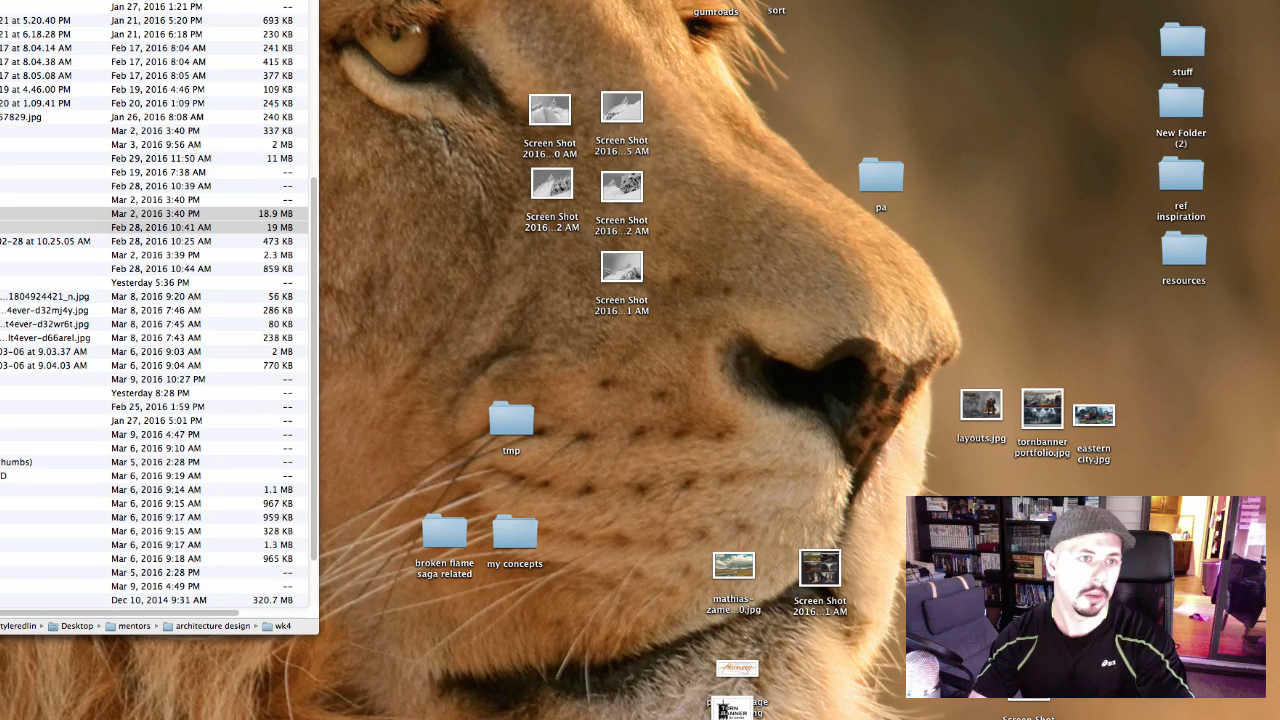 Jan 27, 2016 1:21 PM --
21 at ...0.40 PM Jan 21, 2016 5:20 PM 693 KB
21 at 6.18.28 PM Jan 21, 2016 6:18 PM 230 KB
17 at 8.04.14 AM Feb 17, 2016 8:04 AM 241 KB
17 at 8.04.38 AM Feb 17, 2016 8:04 AM 415 KB
17 at 8.05.08 AM Feb 17, 2016 8:05 AM 377 KB
19 at 4.46.00 PM Feb 19, 2016 4:46 PM 109 KB
20 at 1.09.41 PM Feb 20, 2016 1:09 PM 245 KB
57829.jpg Jan 26, 2016 8:08 AM 240 KB
Mar 2, 2016 3:40 PM 337 KB
Mar 3, 2016 9:56 AM 2 MB
Feb 29, 2016 11:50 AM 11 MB
Feb 19, 2016 7:38 AM --
Feb 28, 2016 10:39 AM --
Mar 2, 2016 3:40 PM --
Mar 2, 2016 3:40 PM 18.9 MB
Feb 28, 2016 10:41 AM 19 MB
02-28 at 10.25.05 AM Feb 28, 2016 10:25 AM 473 KB
Mar 2, 2016 3:39 PM 2.3 MB
Feb 28, 2016 10:44 AM 859 KB
Yesterday 5:36 PM --
...1804924421_n.jpg Mar 8, 2016 9:20 AM 56 KB
...4ever-d32mj4y.jpg Mar 8, 2016 7:46 AM 286 KB
...t4ever-d32wr6t.jpg Mar 8, 2016 7:45 AM 80 KB
...lt4ever-d66arel.jpg Mar 8, 2016 7:43 AM 238 KB
03-06 at 9.03.37 AM Mar 6, 2016 9:03 AM 2 MB
03-06 at 9.04.03 AM Mar 6, 2016 9:04 AM 770 KB
Mar 9, 2016 10:27 PM --
Yesterday 8:28 PM --
Feb 25, 2016 1:59 PM --
Jan 27, 2016 5:01 PM --
Mar 9, 2016 4:47 PM --
Mar 6, 2016 9:10 AM --
humbs) Mar 5, 2016 2:28 PM --
D Mar 6, 2016 9:19 AM --
Mar 6, 2016 9:14 AM 1.1 MB
Mar 6, 2016 9:15 AM 967 KB
Mar 6, 2016 9:17 AM 959 KB
Mar 6, 2016 9:15 AM 328 KB
Mar 6, 2016 9:17 AM 1.3 MB
Mar 6, 2016 9:18 AM 965 KB
Mar 5, 2016 2:28 PM --
Mar 9, 2016 4:49 PM --
Dec 10, 2014 9:31 AM 320.7 MB
tyleredlin ▸ Desktop ▸ mentors ▸ architecture design ▸ wk4
gumroads
sort
Screen Shot
2016...0 AM
Screen Shot
2016...5 AM
Screen Shot
2016...2 AM
Screen Shot
2016...2 AM
Screen Shot
2016...1 AM
pa
stuff
New Folder
(2)
ref
inspiration
resources
tmp
broken flame
saga related
my concepts
layouts.jpg
tornbanner
portfolio.jpg
eastern
city.jpg
mathias-
zame...0.jpg
Screen Shot
2016...1 AM
TORN
BANNER
Screen Shot